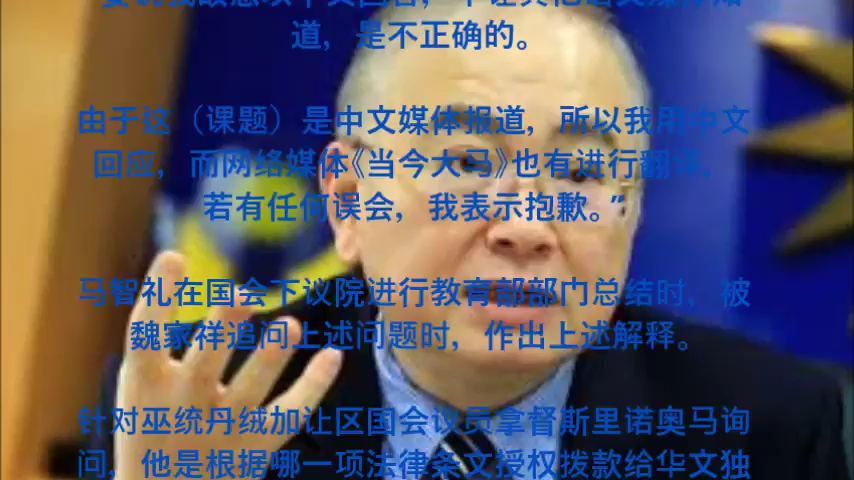 道，是不正确的。
由于这（课题）是中文媒体报道，所以我用中文
回应，而网络媒体《当今大马》也有进行翻译，
若有任何误会，我表示抱歉。”
马智礼在国会下议院进行教育部部门总结时，被
魏家祥追问上述问题时，作出上述解释。
针对巫统丹绒加让区国会议员拿督斯里诺奥马询
问，他是根据哪一项法律条文授权拨款给华文独